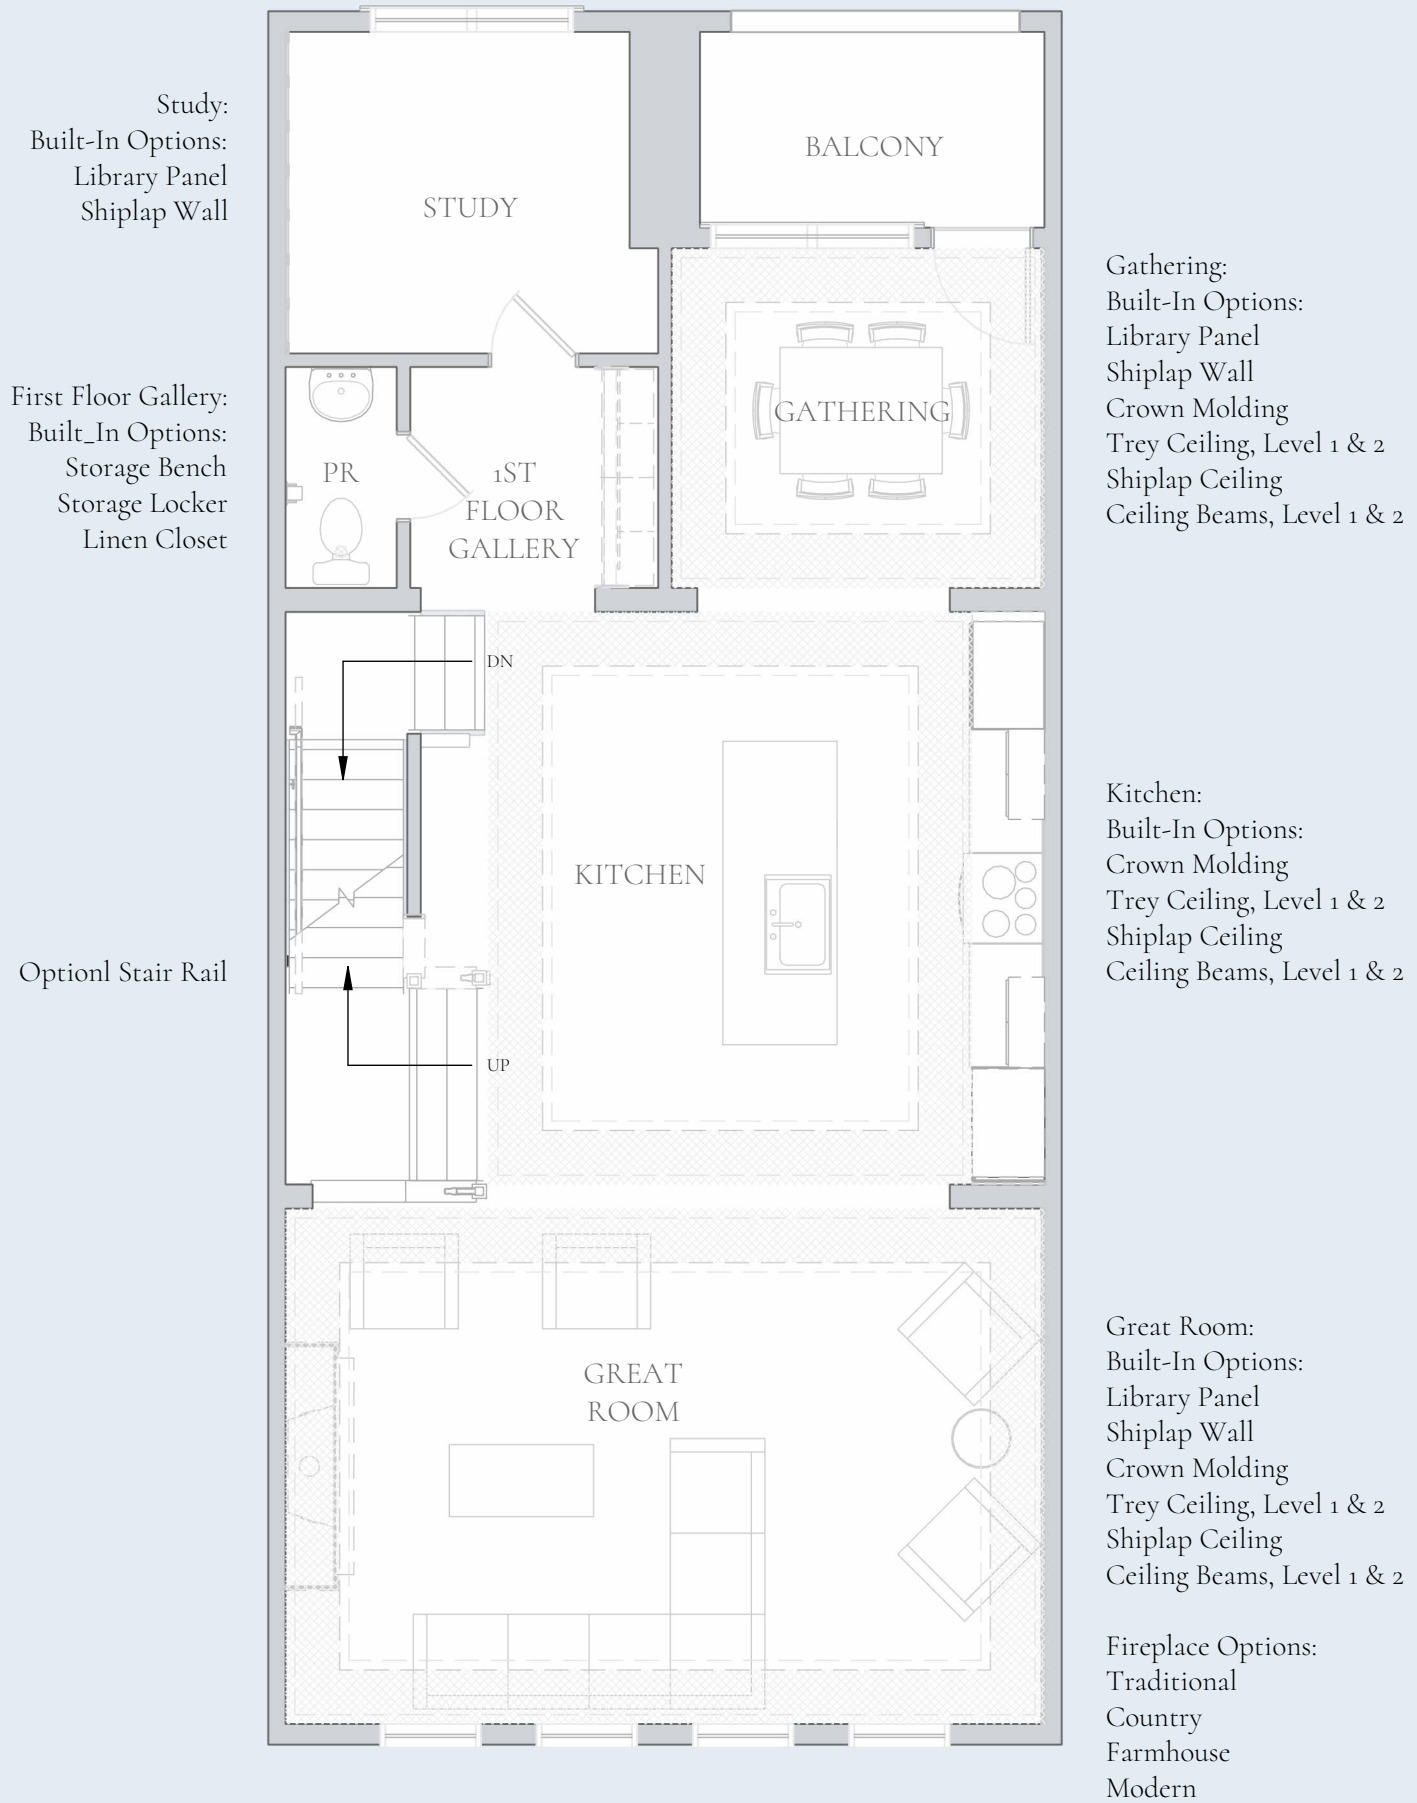 Study:
Built-In Options:
Library Panel
Shiplap Wall
First Floor Gallery:
Built_In Options:
Storage Bench
Storage Locker
Linen Closet
Optionl Stair Rail
STUDY
BALCONY
GATHERING
PR
1ST
FLOOR
GALLERY
DN
KITCHEN
UP
GREAT
ROOM
Gathering:
Built-In Options:
Library Panel
Shiplap Wall
Crown Molding
Trey Ceiling, Level 1 & 2
Shiplap Ceiling
Ceiling Beams, Level 1 & 2
Kitchen:
Built-In Options:
Crown Molding
Trey Ceiling, Level 1 & 2
Shiplap Ceiling
Ceiling Beams, Level 1 & 2
Great Room:
Built-In Options:
Library Panel
Shiplap Wall
Crown Molding
Trey Ceiling, Level 1 & 2
Shiplap Ceiling
Ceiling Beams, Level 1 & 2
Fireplace Options:
Traditional
Country
Farmhouse
Modern